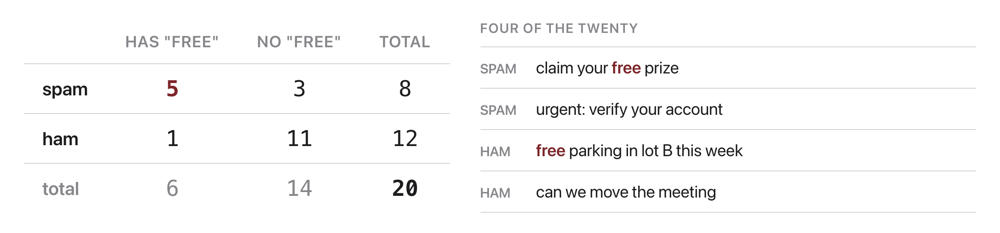 HAS "FREE" NO "FREE" TOTAL
spam 5 3 8
ham 1 11 12
total 6 14 20
FOUR OF THE TWENTY
SPAM claim your free prize
SPAM urgent: verify your account
HAM free parking in lot B this week
HAM can we move the meeting